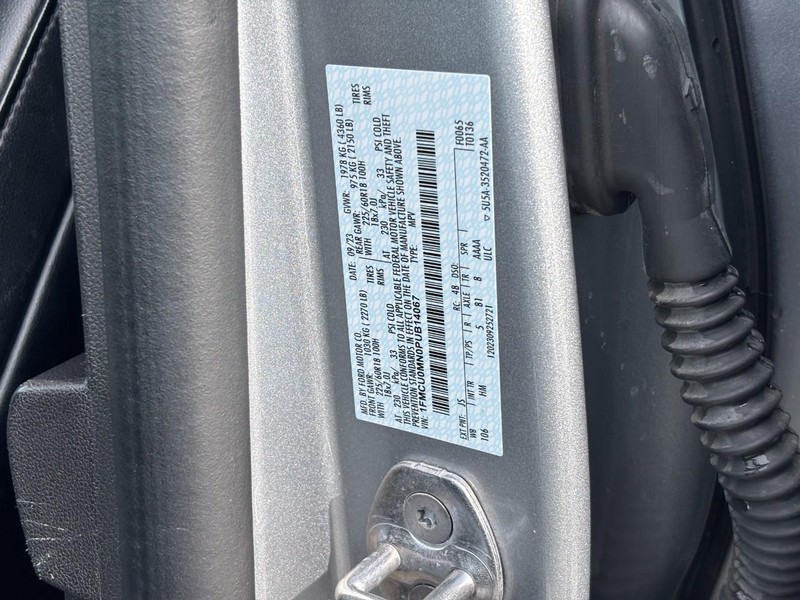 MFD. BY FORD MOTOR CO.
DATE: 09/23 GVWR: 1978 KG ( 4360 LB)
FRONT GAWR: 1030 KG ( 2270 LB) REAR GAWR: 975 KG ( 2150 LB)
WITH 225/60R18 100H TIRES WITH 225/60R18 100H TIRES
18x7.0J RIMS 18x7.0J RIMS
AT 230 kPa/ 33 PSI COLD AT 230 kPa/ 33 PSI COLD
THIS VEHICLE CONFORMS TO ALL APPLICABLE FEDERAL MOTOR VEHICLE SAFETY AND THEFT
PREVENTION STANDARDS IN EFFECT ON THE DATE OF MANUFACTURE SHOWN ABOVE.
VIN: 1FMCU0MN0PUB14067 TYPE: MPV
EXT PNT: JS RC: 48 DSO: F0065
T0136
WB INT TR TP/PS R AXLE TR SPR
106 HM 5 B1 8 AAAA
1202309252721 ULC
▽ 5U5A-3520472-AA